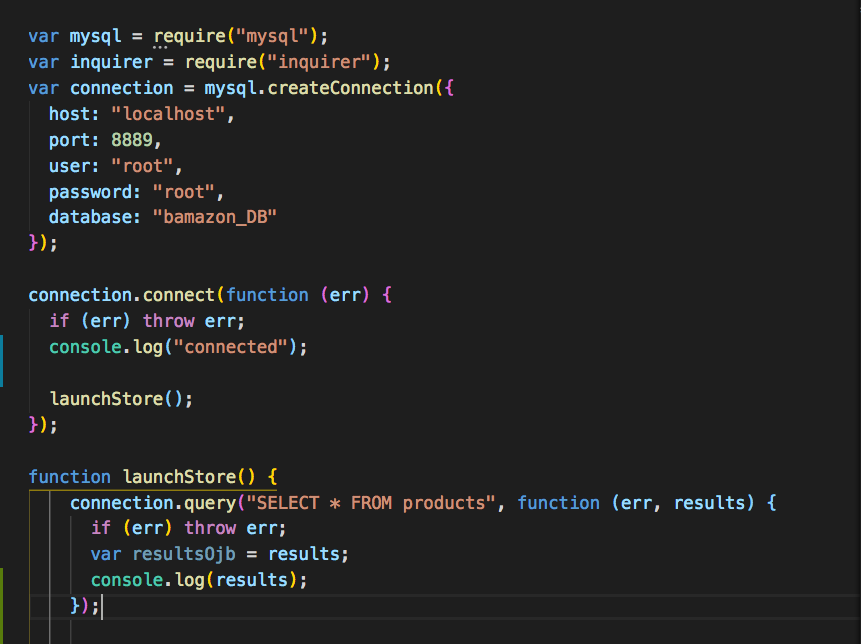 var mysql = require("mysql");
var inquirer = require("inquirer");
var connection = mysql.createConnection({
host: "localhost",
port: 8889,
user: "root",
password: "root",
database: "bamazon_DB"
});
connection.connect(function (err) {
if (err) throw err;
console.log("connected");
launchStore();
});
function launchStore() {
connection.query("SELECT * FROM products", function (err, results) {
if (err) throw err;
var resultsOjb = results;
console.log(results);
});